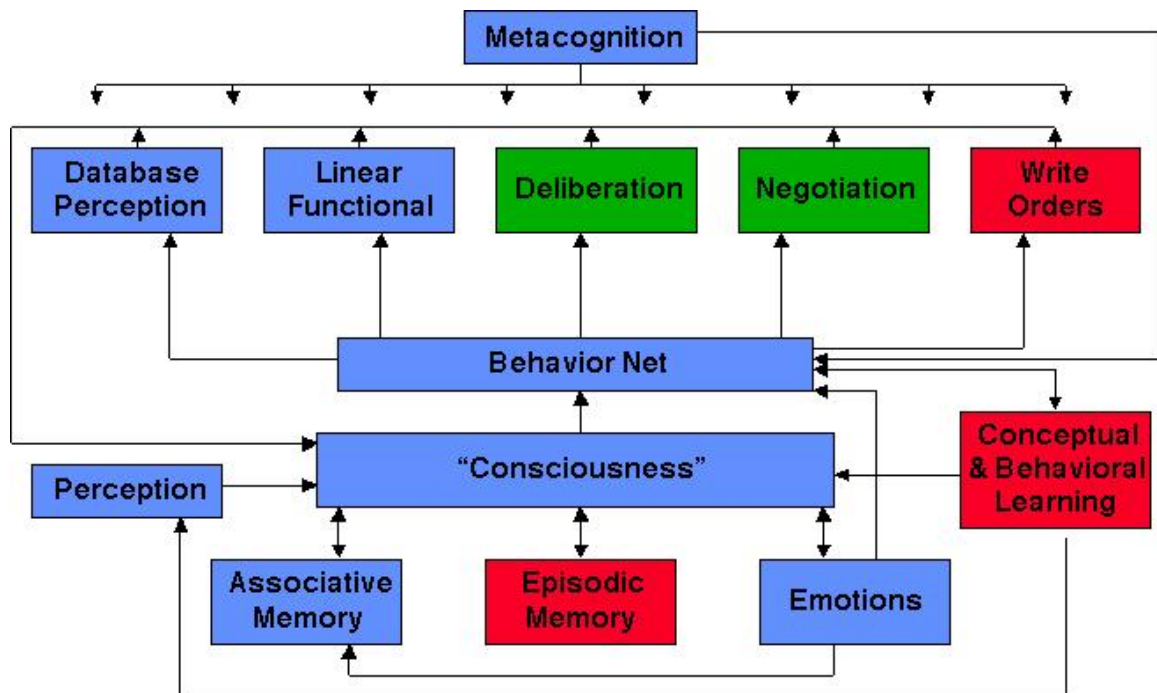 Metacognition
Database
Perception
Linear
Functional
Deliberation
Negotiation
Write
Orders
Behavior Net
“Consciousness”
Perception
Conceptual
& Behavioral
Learning
Associative
Memory
Episodic
Memory
Emotions